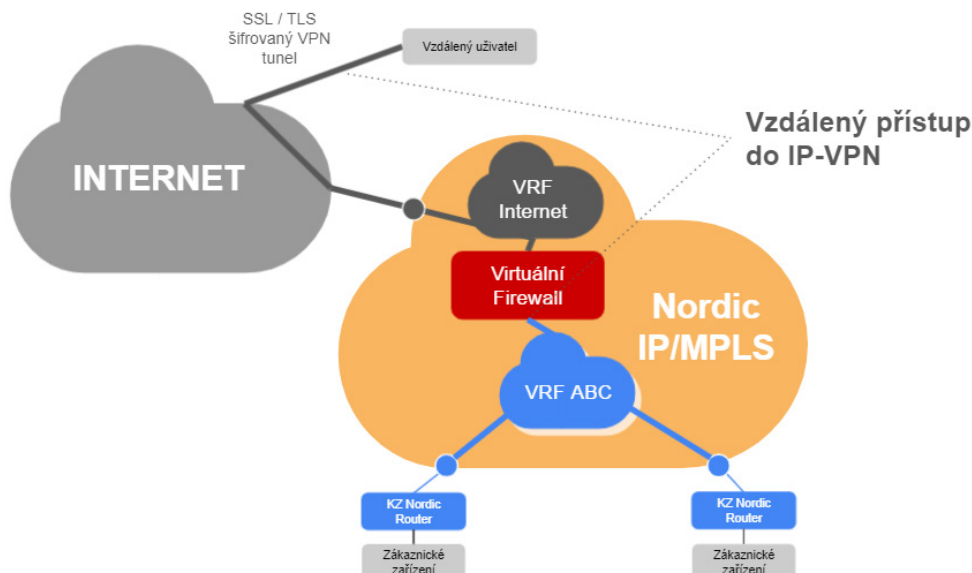 SSL / TLS
šifrovaný VPN
tunel
Vzdálený uživatel
Vzdálený přístup
do IP-VPN
INTERNET
VRF
Internet
Virtuální
Firewall
Nordic
IP/MPLS
VRF ABC
KZ Nordic
Router
KZ Nordic
Router
Zákaznické
zařízení
Zákaznické
zařízení